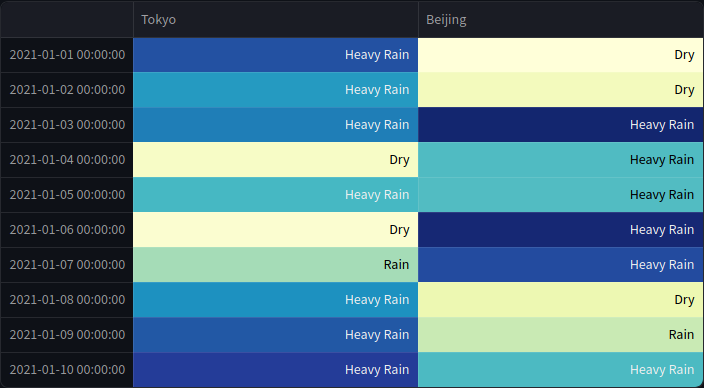 Tokyo Beijing
2021-01-01 00:00:00 Heavy Rain Dry
2021-01-02 00:00:00 Heavy Rain Dry
2021-01-03 00:00:00 Heavy Rain Heavy Rain
2021-01-04 00:00:00 Dry Heavy Rain
2021-01-05 00:00:00 Heavy Rain Heavy Rain
2021-01-06 00:00:00 Dry Heavy Rain
2021-01-07 00:00:00 Rain Heavy Rain
2021-01-08 00:00:00 Heavy Rain Dry
2021-01-09 00:00:00 Heavy Rain Rain
2021-01-10 00:00:00 Heavy Rain Heavy Rain